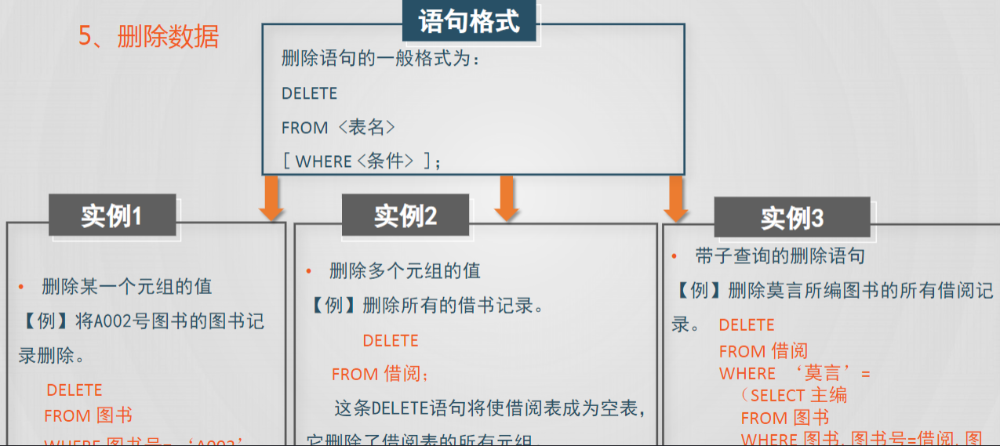 5、删除数据
语句格式
删除语句的一般格式为：
DELETE
FROM <表名>
[ WHERE <条件> ]；
实例1
• 删除某一个元组的值
【例】将A002号图书的图书记
录删除。
DELETE
FROM 图书
WHERE 图书号= ‘A002’
实例2
• 删除多个元组的值
【例】删除所有的借书记录。
DELETE
FROM 借阅；
这条DELETE语句将使借阅表成为空表，
它删除了借阅表的所有元组。
实例3
• 带子查询的删除语句
【例】删除莫言所编图书的所有借阅记
录。 DELETE
FROM 借阅
WHERE ‘莫言’=
（SELECT 主编
FROM 图书
WHERE 图书.图书号=借阅.图